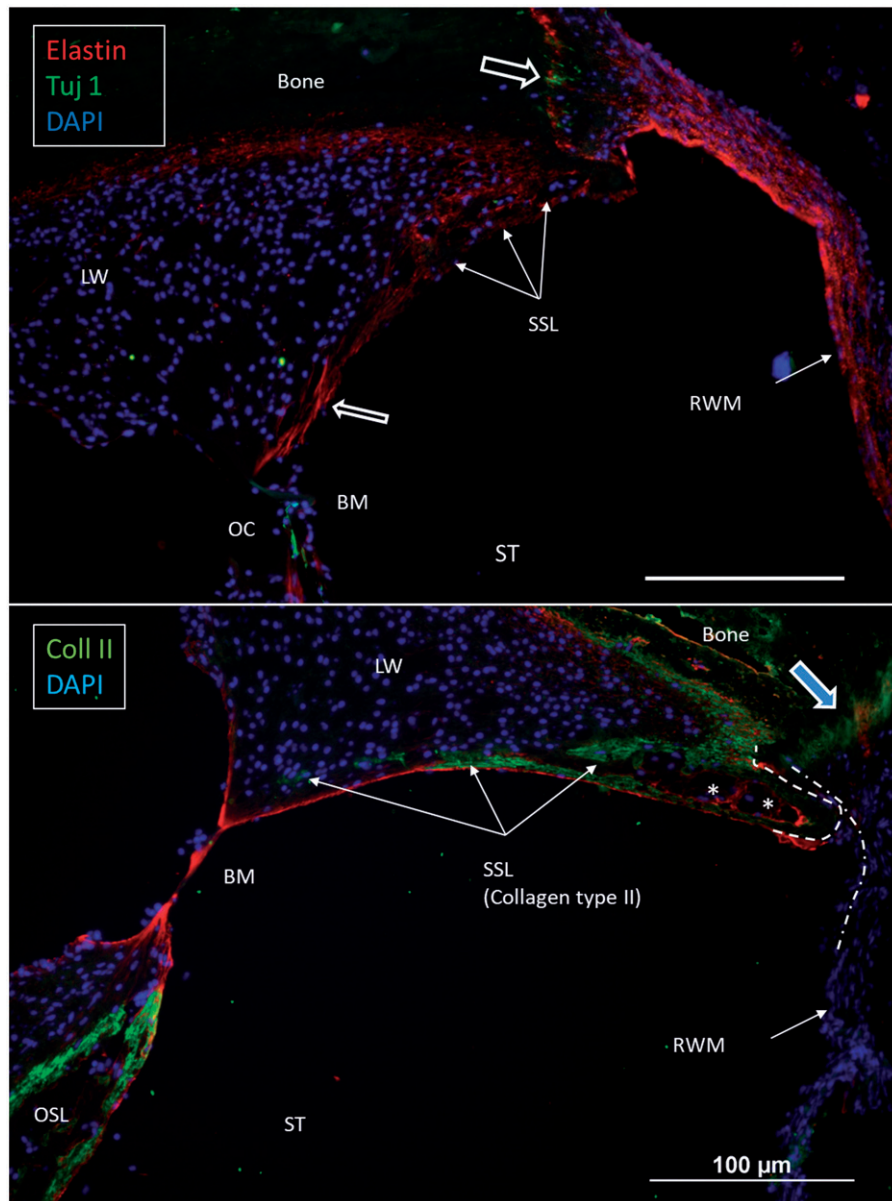 Elastin
Tuj 1
DAPI
Bone
LW
SSL
RWM
BM
OC
ST
Coll II
DAPI
Bone
LW
SSL
(Collagen type II)
BM
RWM
OSL
ST
100 µm
*
*